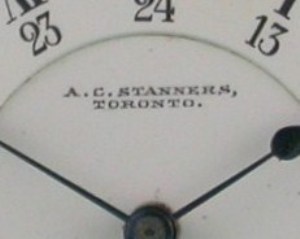 23 24 13
A. C. STANNERS,
TORONTO.